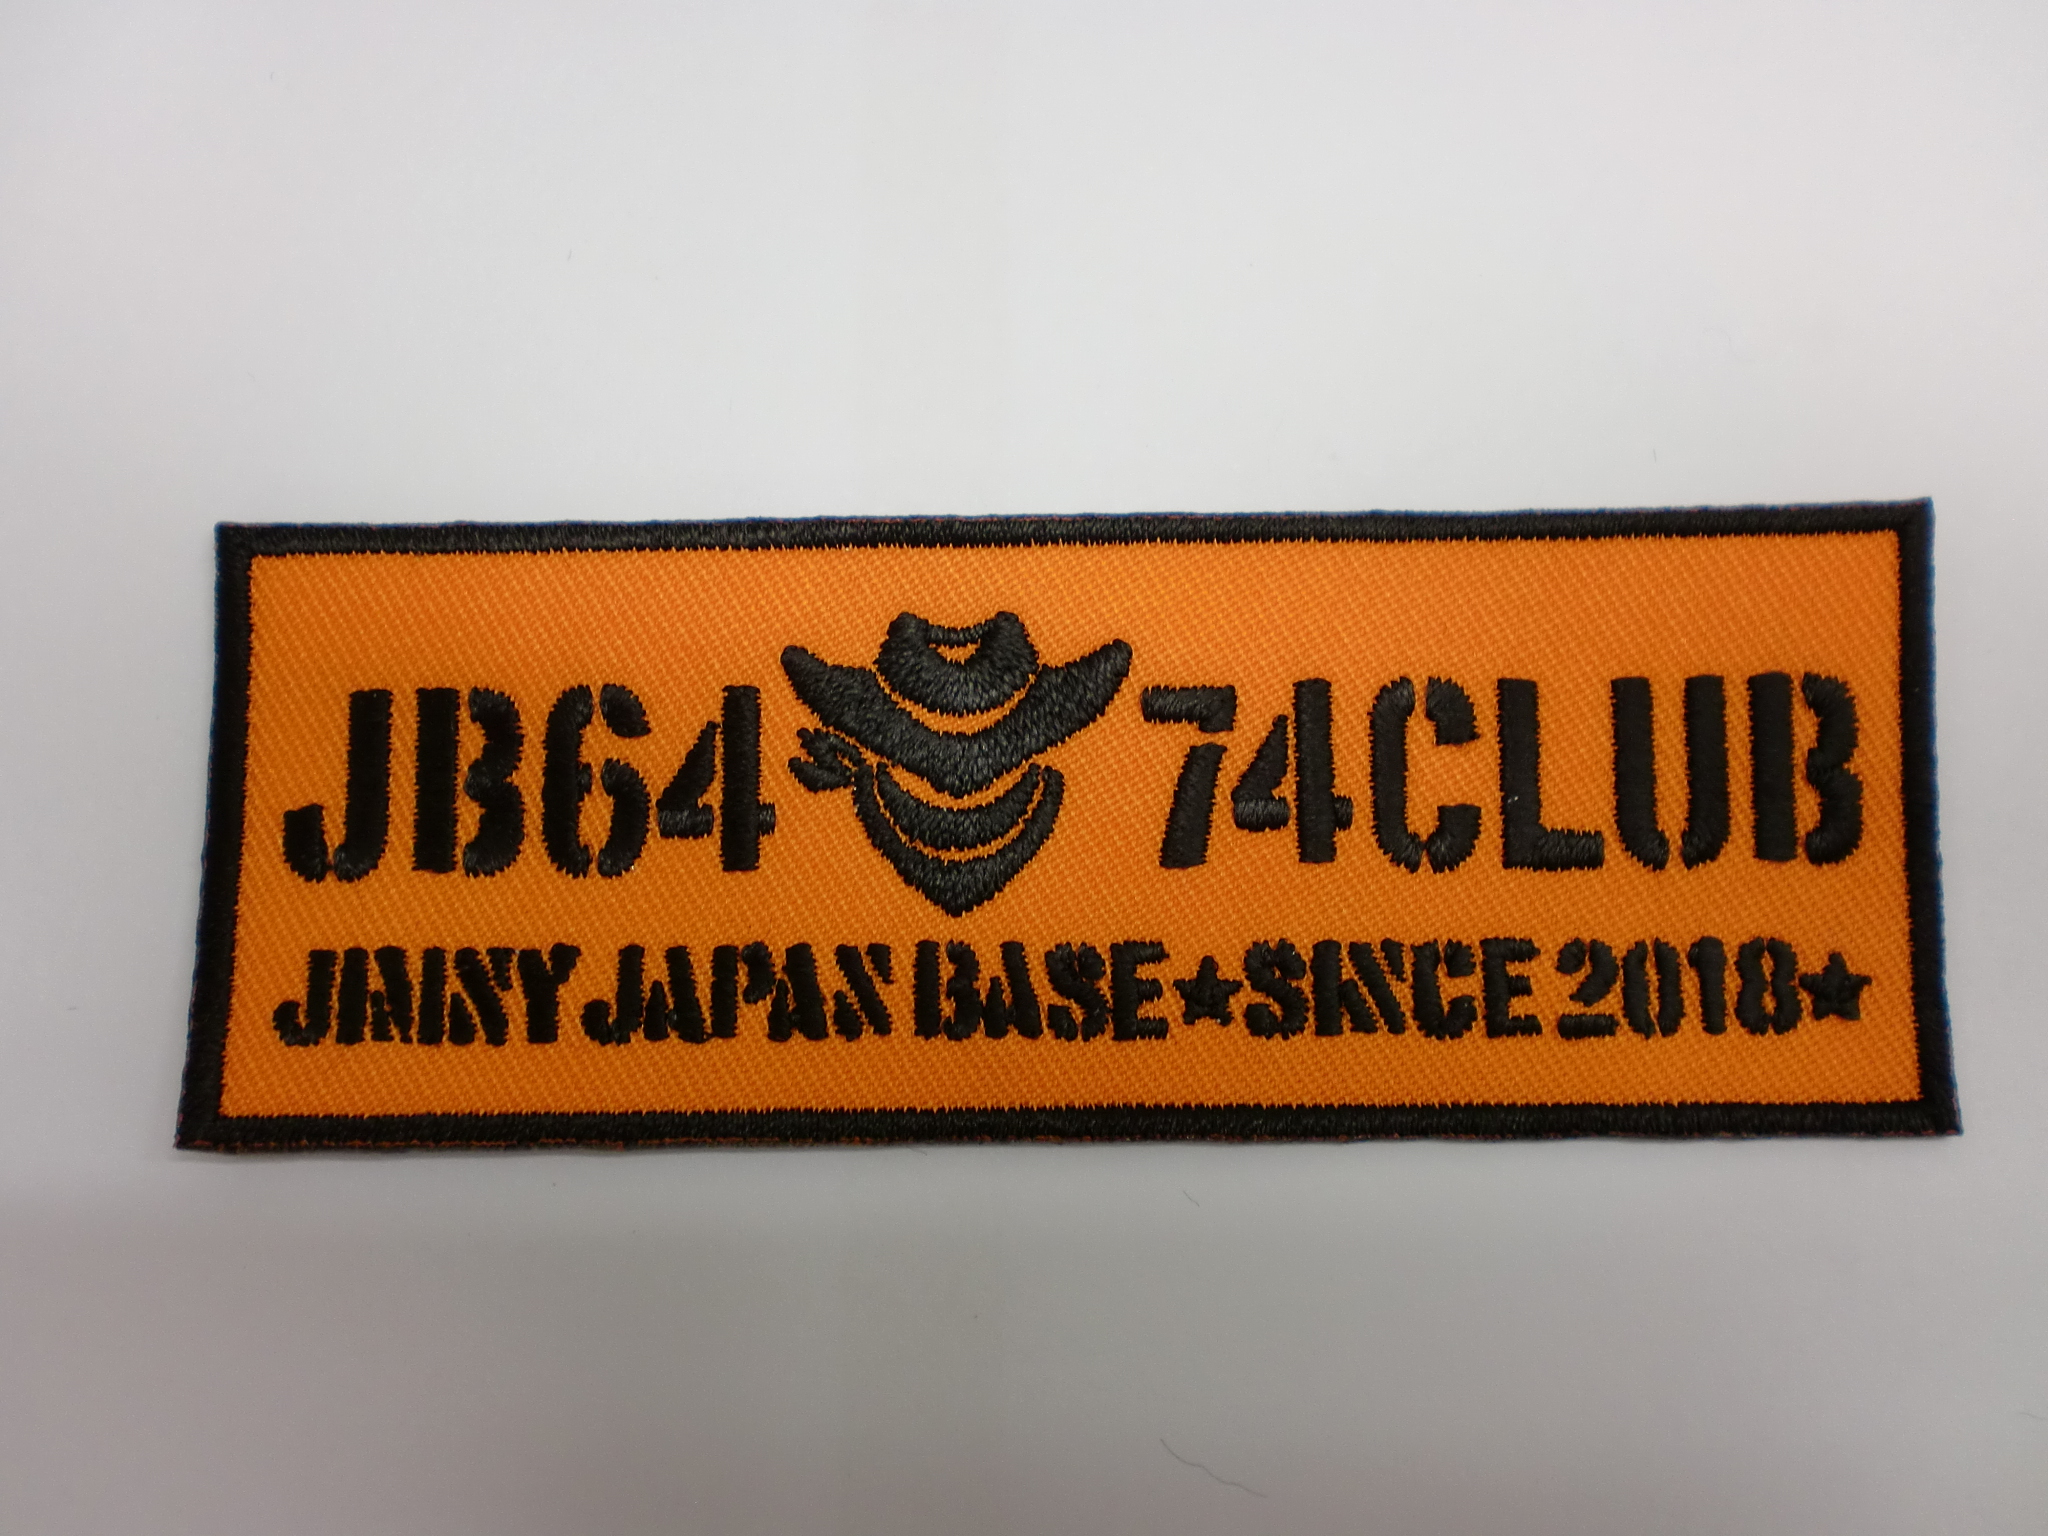 JB64 74CLUB
JIMNY JAPAN BASE★SINCE 2018★